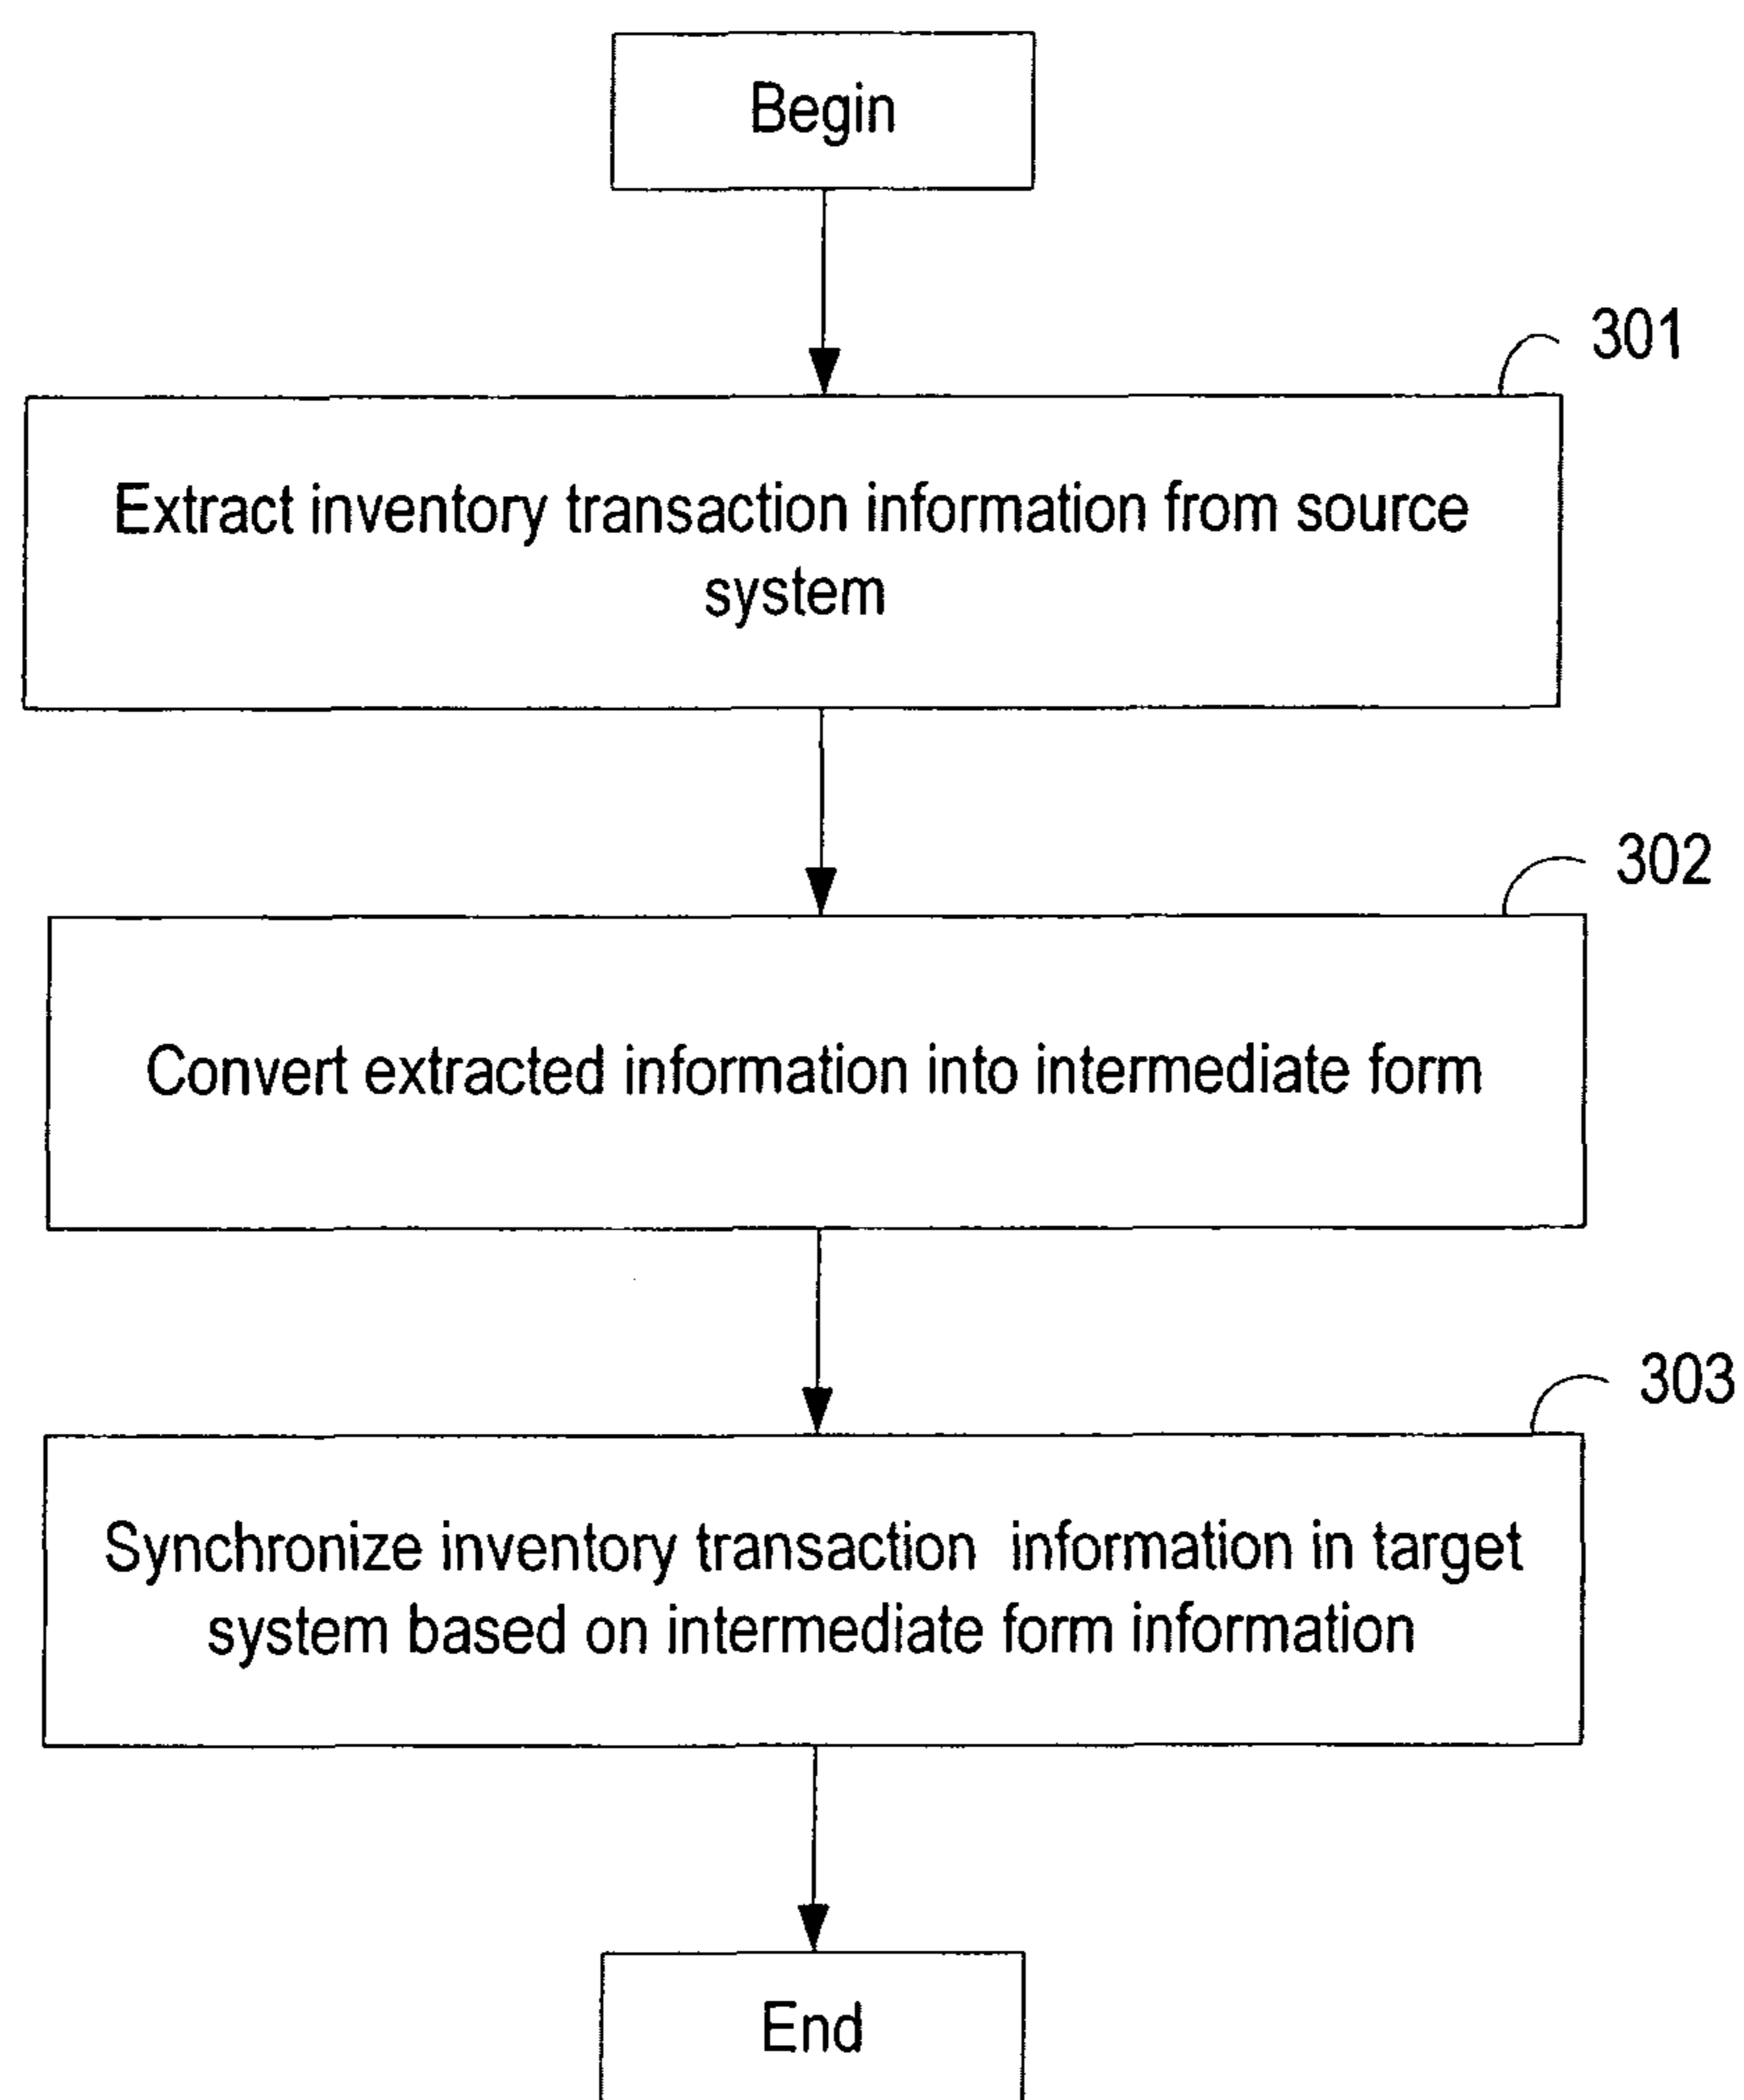 Begin
301
Extract inventory transaction information from source
system
302
Convert extracted information into intermediate form
303
Synchronize inventory transaction information in target
system based on intermediate form information
End